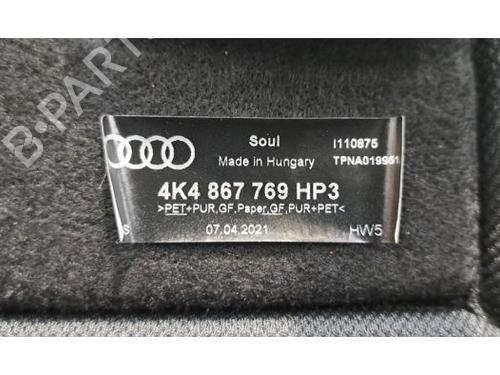 B-PARTS
Soul
I110875
Made in Hungary
TPNA019961
4K4 867 769 HP3
>PET+PUR,GF,Paper,GF,PUR+PET<
S
07.04.2021
HW5